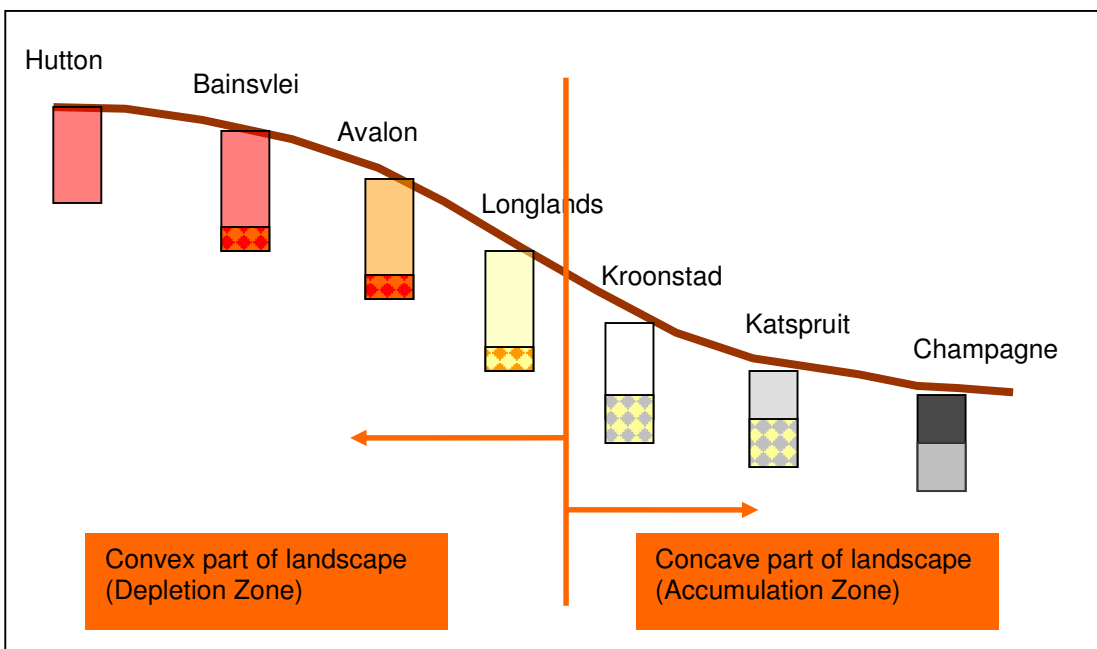 Hutton
Bainsvlei
Avalon
Longlands
Kroonstad
Katspruit
Champagne
Convex part of landscape
(Depletion Zone)
Concave part of landscape
(Accumulation Zone)